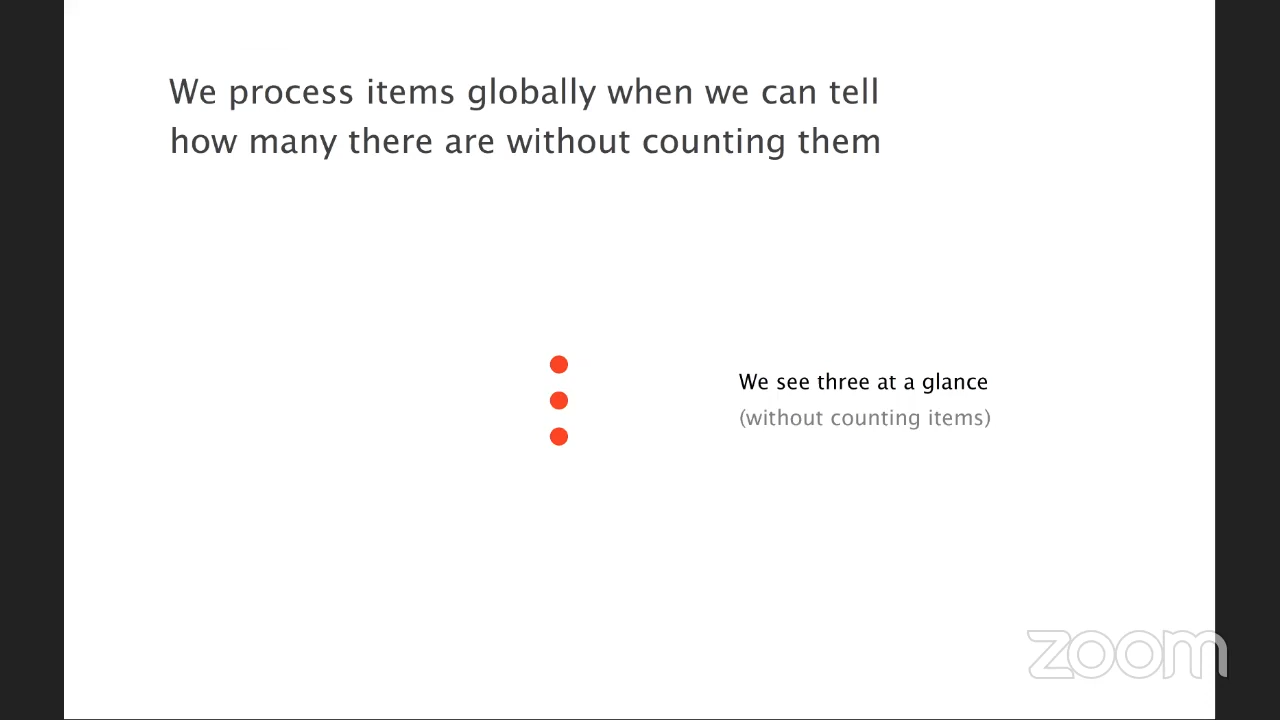 We process items globally when we can tell
how many there are without counting them
We see three at a glance
(without counting items)
zoom